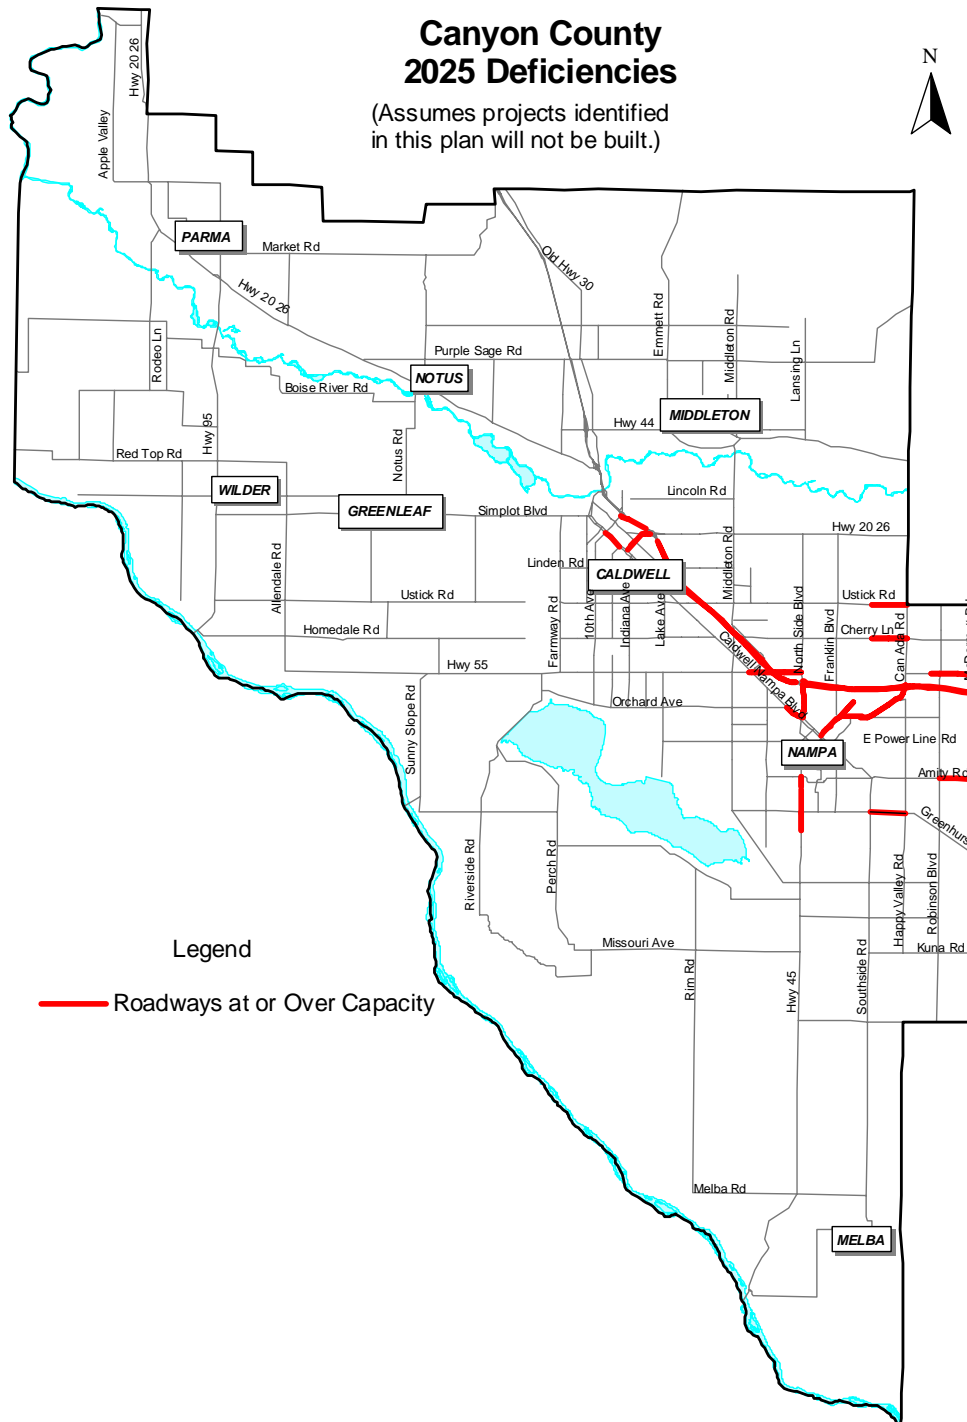 Canyon County
2025 Deficiencies
(Assumes projects identified
in this plan will not be built.)
N
Hwy 20 26
Apple Valley
PARMA
Market Rd
Hwy 20 26
Old Hwy 30
Emmett Rd
Middleton Rd
Lansing Ln
Rodeo Ln
Purple Sage Rd
NOTUS
Boise River Rd
MIDDLETON
Hwy 44
Hwy 95
Notus Rd
Red Top Rd
WILDER
GREENLEAF
Simplot Blvd
Lincoln Rd
Hwy 20 26
Linden Rd
CALDWELL
Middleton Rd
Allendale Rd
Ustick Rd
Ustick Rd
Farmway Rd
10th Ave
Indiana Ave
Lake Ave
North Side Blvd
Franklin Blvd
Can Ada Rd
Homedale Rd
Cherry Ln
Caldwell Nampa Blvd
Hwy 55
Sunny Slope Rd
Orchard Ave
NAMPA
E Power Line Rd
Amity Rd
Greenhurs
Riverside Rd
Perch Rd
Happy Valley Rd
Robinson Blvd
Missouri Ave
Kuna Rd
Rim Rd
Hwy 45
Southside Rd
Legend
Roadways at or Over Capacity
Melba Rd
MELBA